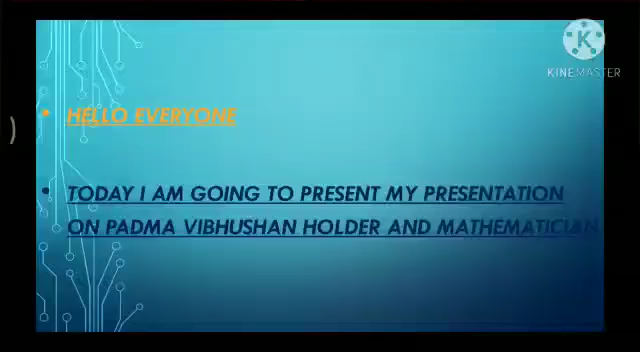 KINEMASTER
HELLO EVERYONE
TODAY I AM GOING TO PRESENT MY PRESENTATION
ON PADMA VIBHUSHAN HOLDER AND MATHEMATICIAN